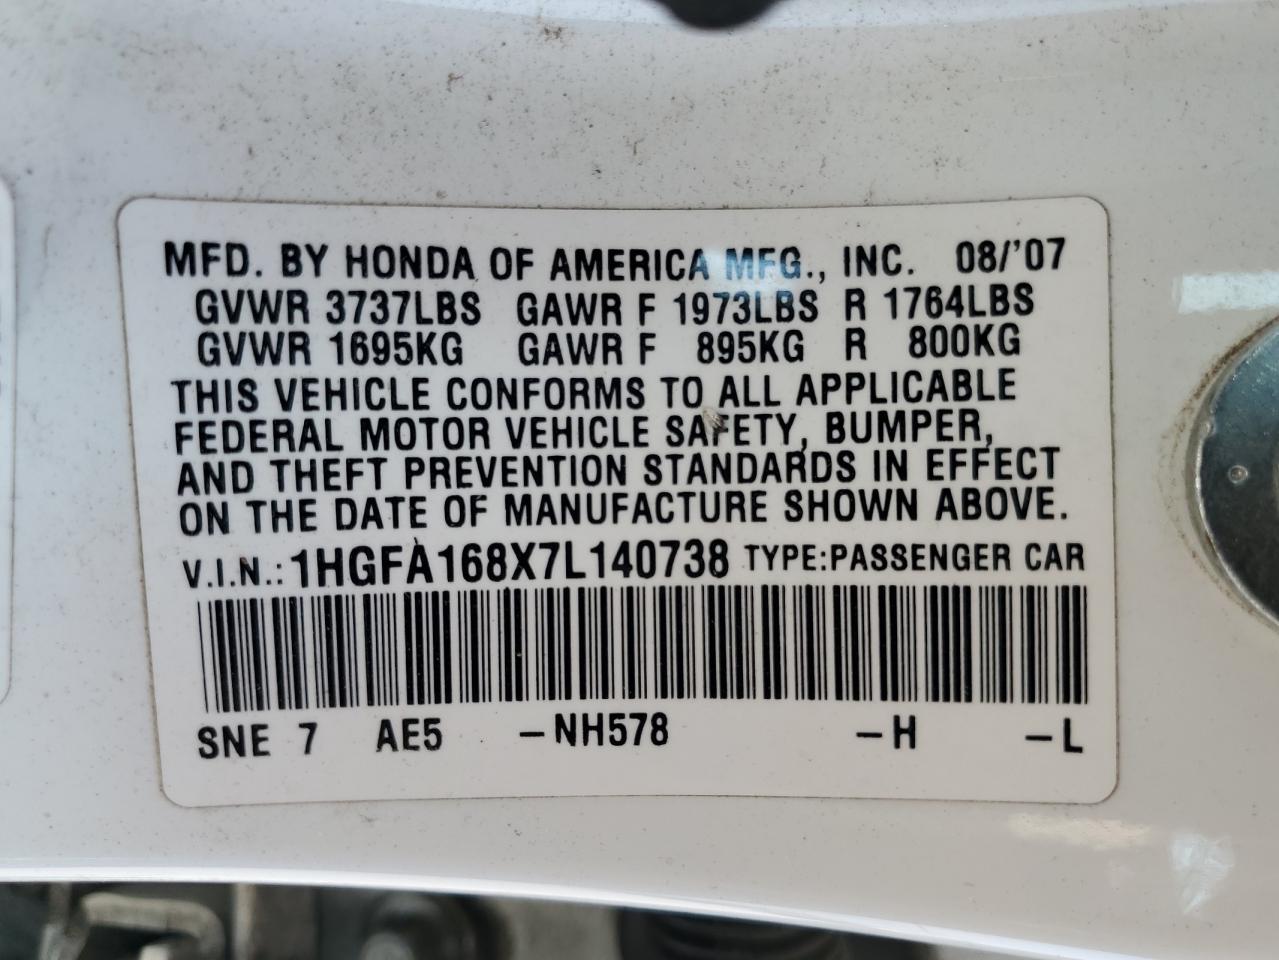 MFD. BY HONDA OF AMERICA MFG., INC. 08/'07
GVWR 3737LBS GAWR F 1973LBS R 1764LBS
GVWR 1695KG GAWR F 895KG R 800KG
THIS VEHICLE CONFORMS TO ALL APPLICABLE
FEDERAL MOTOR VEHICLE SAFETY, BUMPER,
AND THEFT PREVENTION STANDARDS IN EFFECT
ON THE DATE OF MANUFACTURE SHOWN ABOVE.
V.I.N.: 1HGFA168X7L140738 TYPE:PASSENGER CAR
SNE 7 AE5 –NH578 –H –L